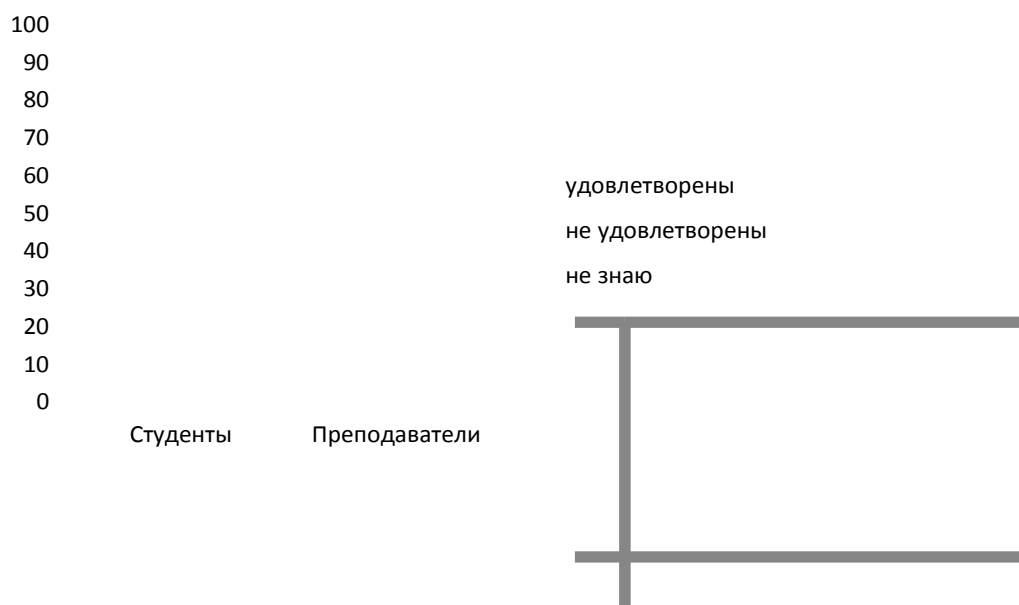 100
90
80
70
60
50
40
30
20
10
0
Студенты Преподаватели
удовлетворены
не удовлетворены
не знаю